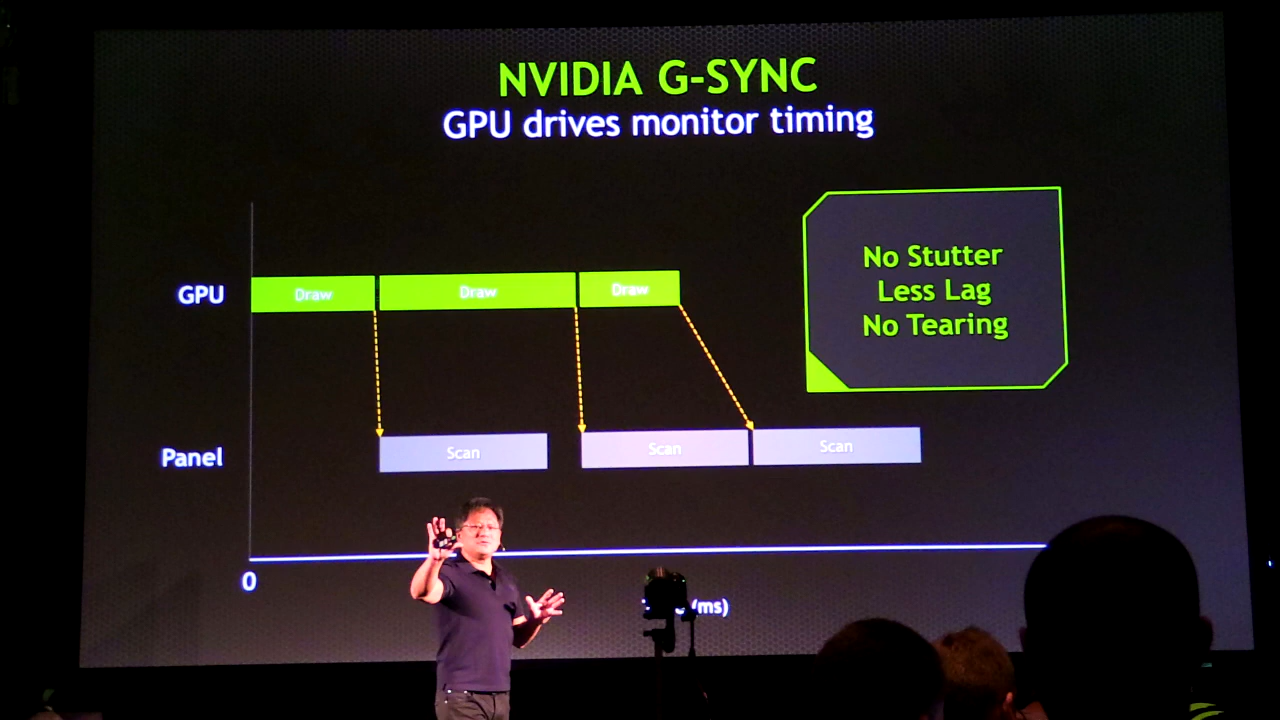 NVIDIA G-SYNC
GPU drives monitor timing
No Stutter
Less Lag
No Tearing
GPU
Draw
Draw
Draw
Panel
Scan
Scan
Scan
0
(ms)